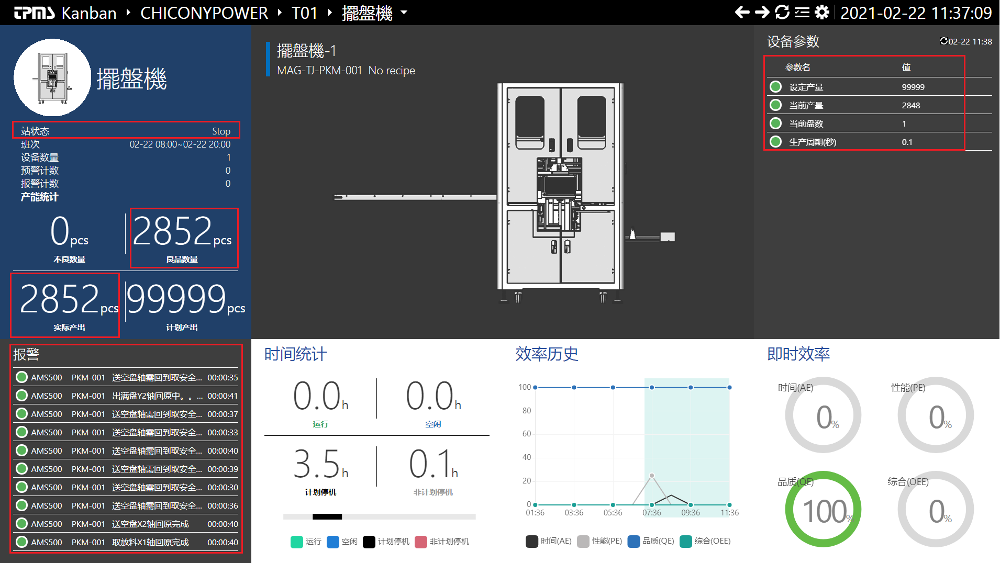 TPMS Kanban CHICONYPOWER T01 擺盤機
2021-02-22 11:37:09
擺盤機
站状态 Stop
班次 02-22 08:00~02-22 20:00
设备数量 1
预警计数 0
报警计数 0
产能统计
0pcs 2852pcs
不良数量 良品数量
2852pcs 99999pcs
实际产出 计划产出
擺盤機-1
MAG-TJ-PKM-001 No recipe
设备参数 02-22 11:38
参数名 值
设定产量 99999
当前产量 2848
当前盘数 1
生产周期(秒) 0.1
报警
AMS500 PKM-001 送空盘轴需回到取安全... 00:00:35
AMS500 PKM-001 出满盘Y2轴回原中。。... 00:00:41
AMS500 PKM-001 送空盘轴需回到取安全... 00:00:37
AMS500 PKM-001 送空盘轴需回到取安全... 00:00:33
AMS500 PKM-001 送空盘轴需回到取安全... 00:00:40
AMS500 PKM-001 送空盘轴需回到取安全... 00:00:39
AMS500 PKM-001 送空盘轴需回到取安全... 00:00:30
AMS500 PKM-001 送空盘轴需回到取安全... 00:00:36
AMS500 PKM-001 送空盘X2轴回原完成 00:00:40
AMS500 PKM-001 取放料X1轴回原完成 00:00:40
时间统计
0.0h 0.0h
运行 空闲
3.5h 0.1h
计划停机 非计划停机
运行 空闲 计划停机 非计划停机
效率历史
100
80
60
40
20
0
01:36 03:36 05:36 07:36 09:36 11:36
时间(AE) 性能(PE) 品质(QE) 综合(OEE)
即时效率
时间(AE) 性能(PE)
0% 0%
品质(QE) 综合(OEE)
100% 0%